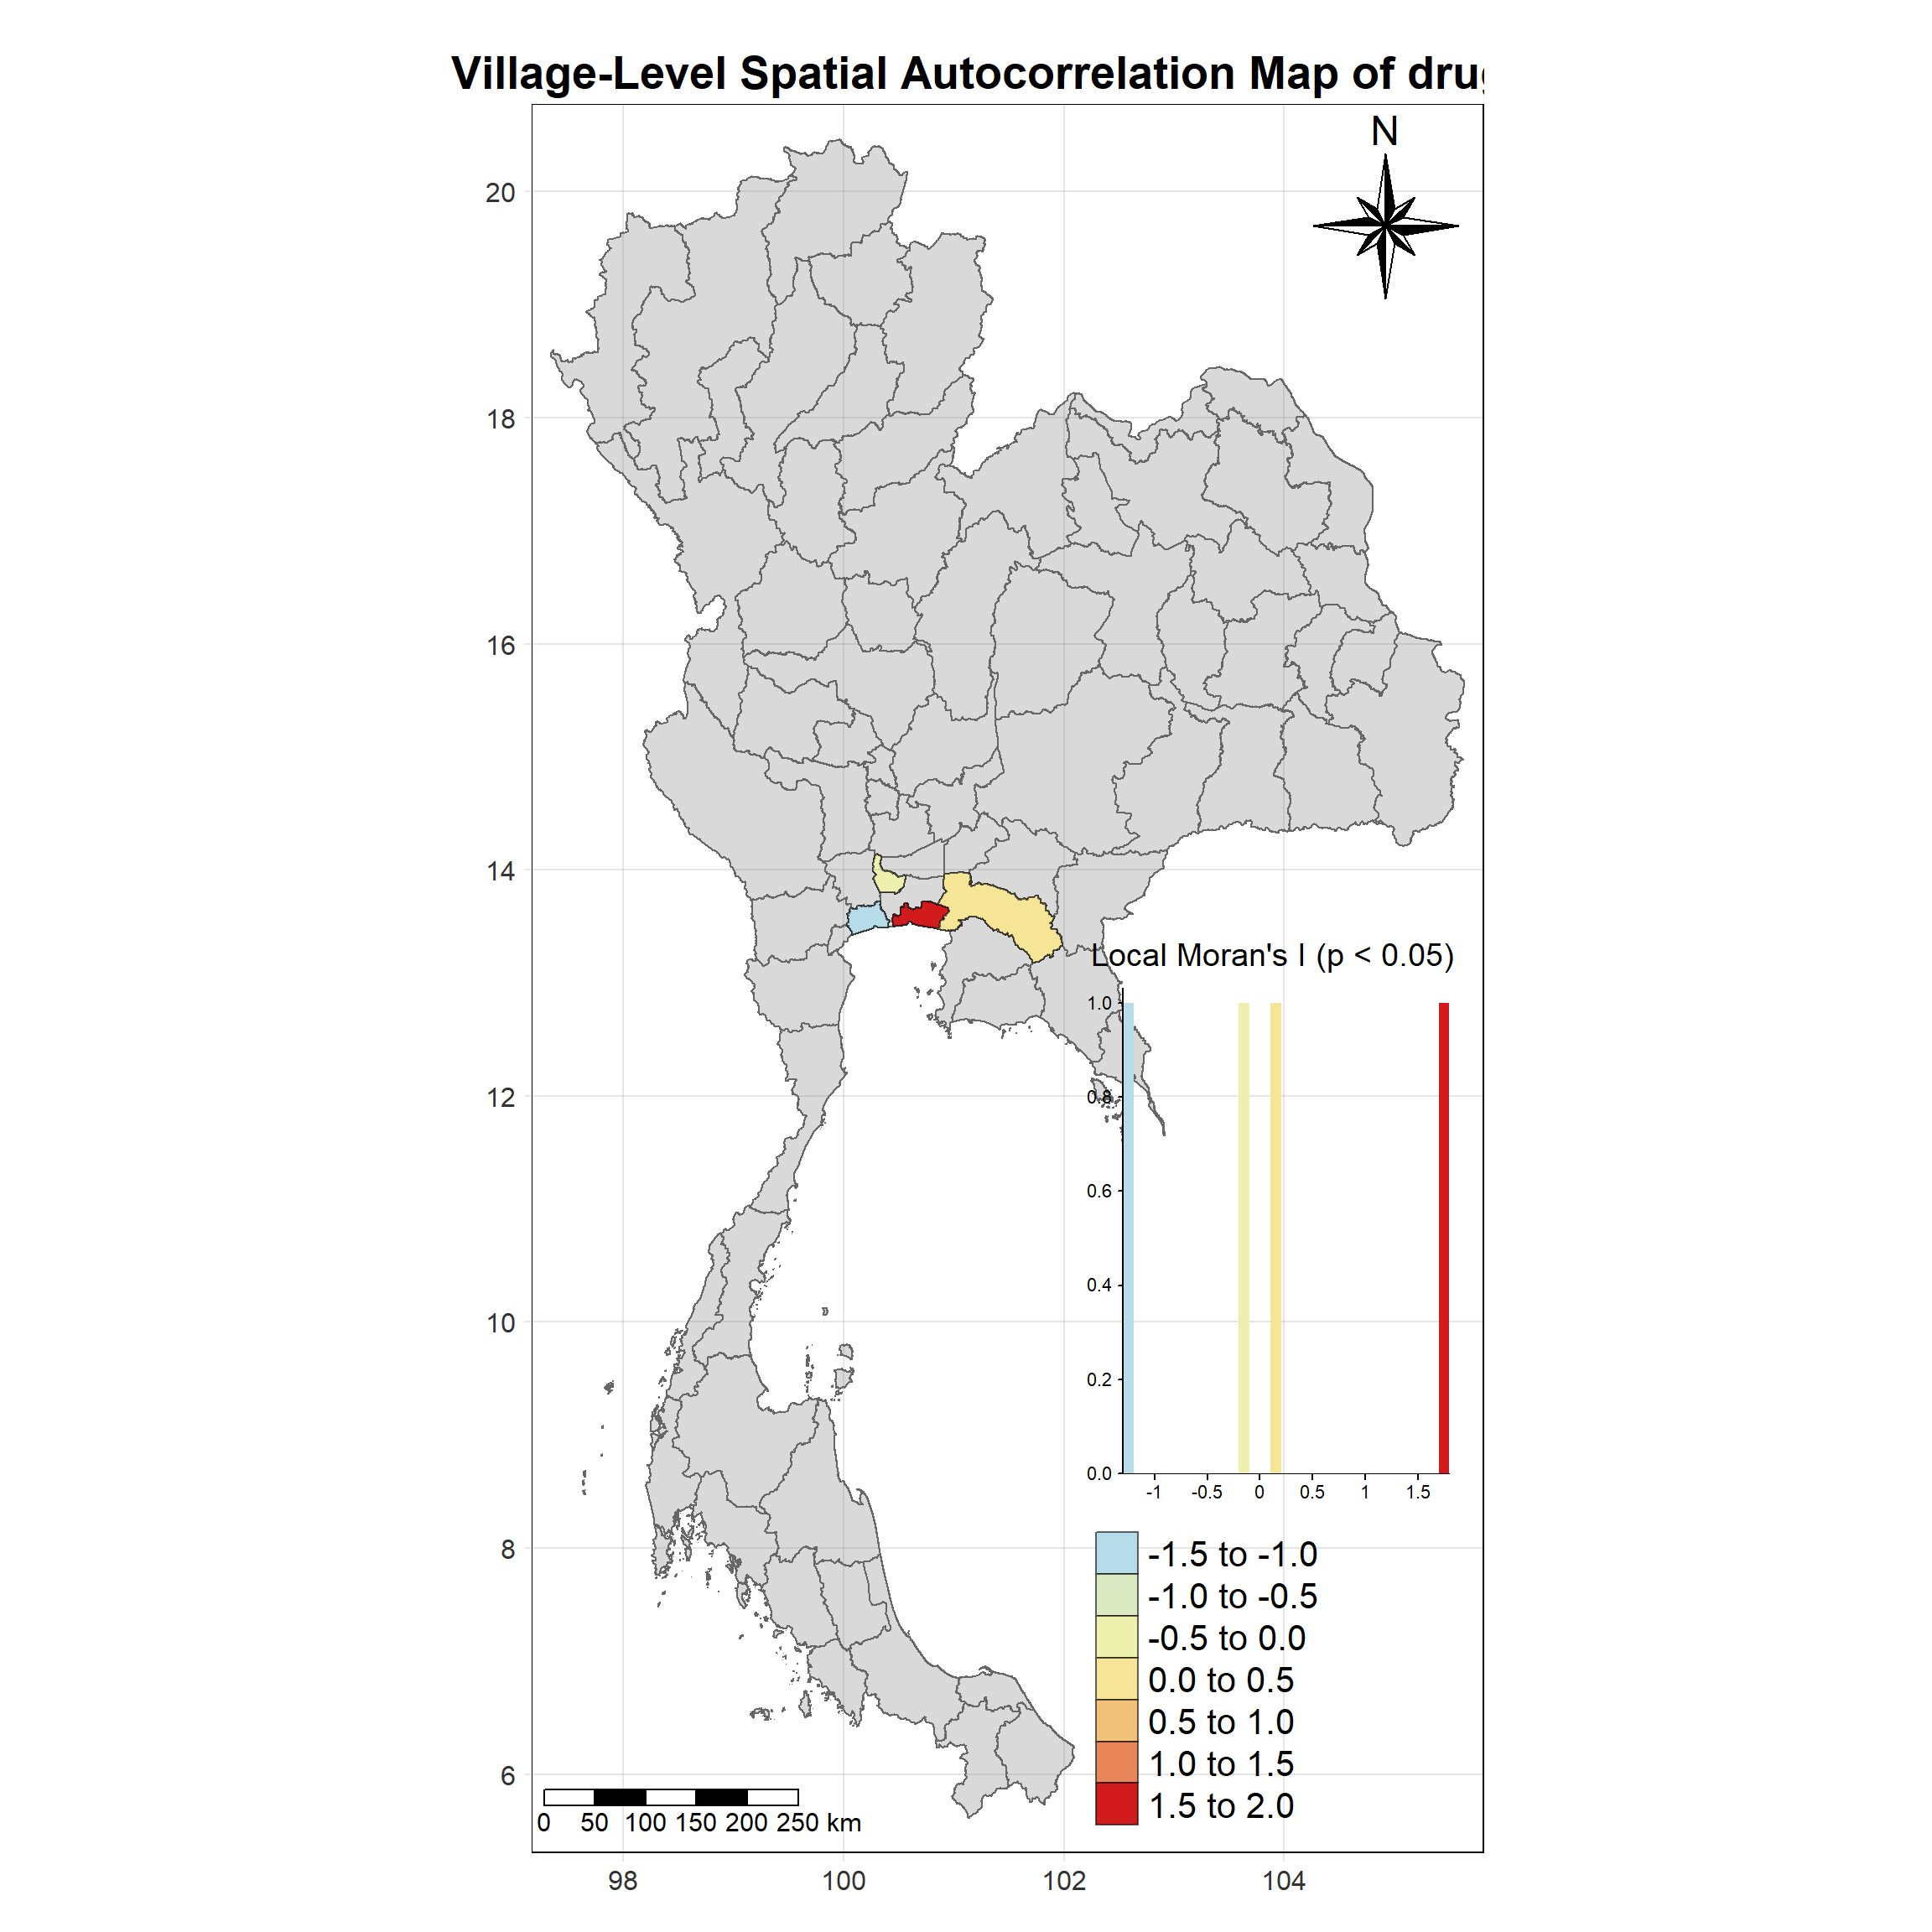 Village-Level Spatial Autocorrelation Map of drug
N
20
18
16
14
12
10
8
6
98
100
102
104
Local Moran's I (p < 0.05)
1.0
0.8
0.6
0.4
0.2
0.0
-1 -0.5 0 0.5 1 1.5
-1.5 to -1.0
-1.0 to -0.5
-0.5 to 0.0
0.0 to 0.5
0.5 to 1.0
1.0 to 1.5
1.5 to 2.0
0 50 100 150 200 250 km